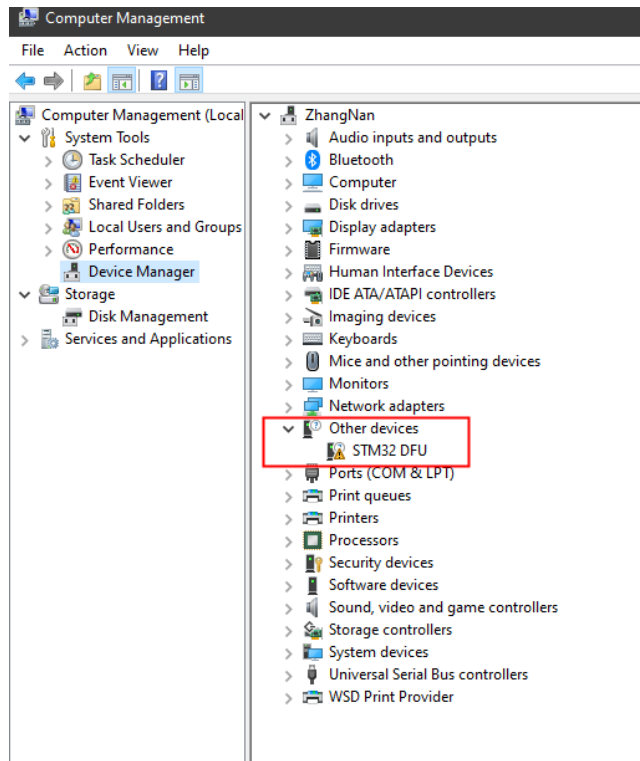 Computer Management
File Action View Help
Computer Management (Local
System Tools
Task Scheduler
Event Viewer
Shared Folders
Local Users and Groups
Performance
Device Manager
Storage
Disk Management
Services and Applications
ZhangNan
Audio inputs and outputs
Bluetooth
Computer
Disk drives
Display adapters
Firmware
Human Interface Devices
IDE ATA/ATAPI controllers
Imaging devices
Keyboards
Mice and other pointing devices
Monitors
Network adapters
Other devices
STM32 DFU
Ports (COM & LPT)
Print queues
Printers
Processors
Security devices
Software devices
Sound, video and game controllers
Storage controllers
System devices
Universal Serial Bus controllers
WSD Print Provider